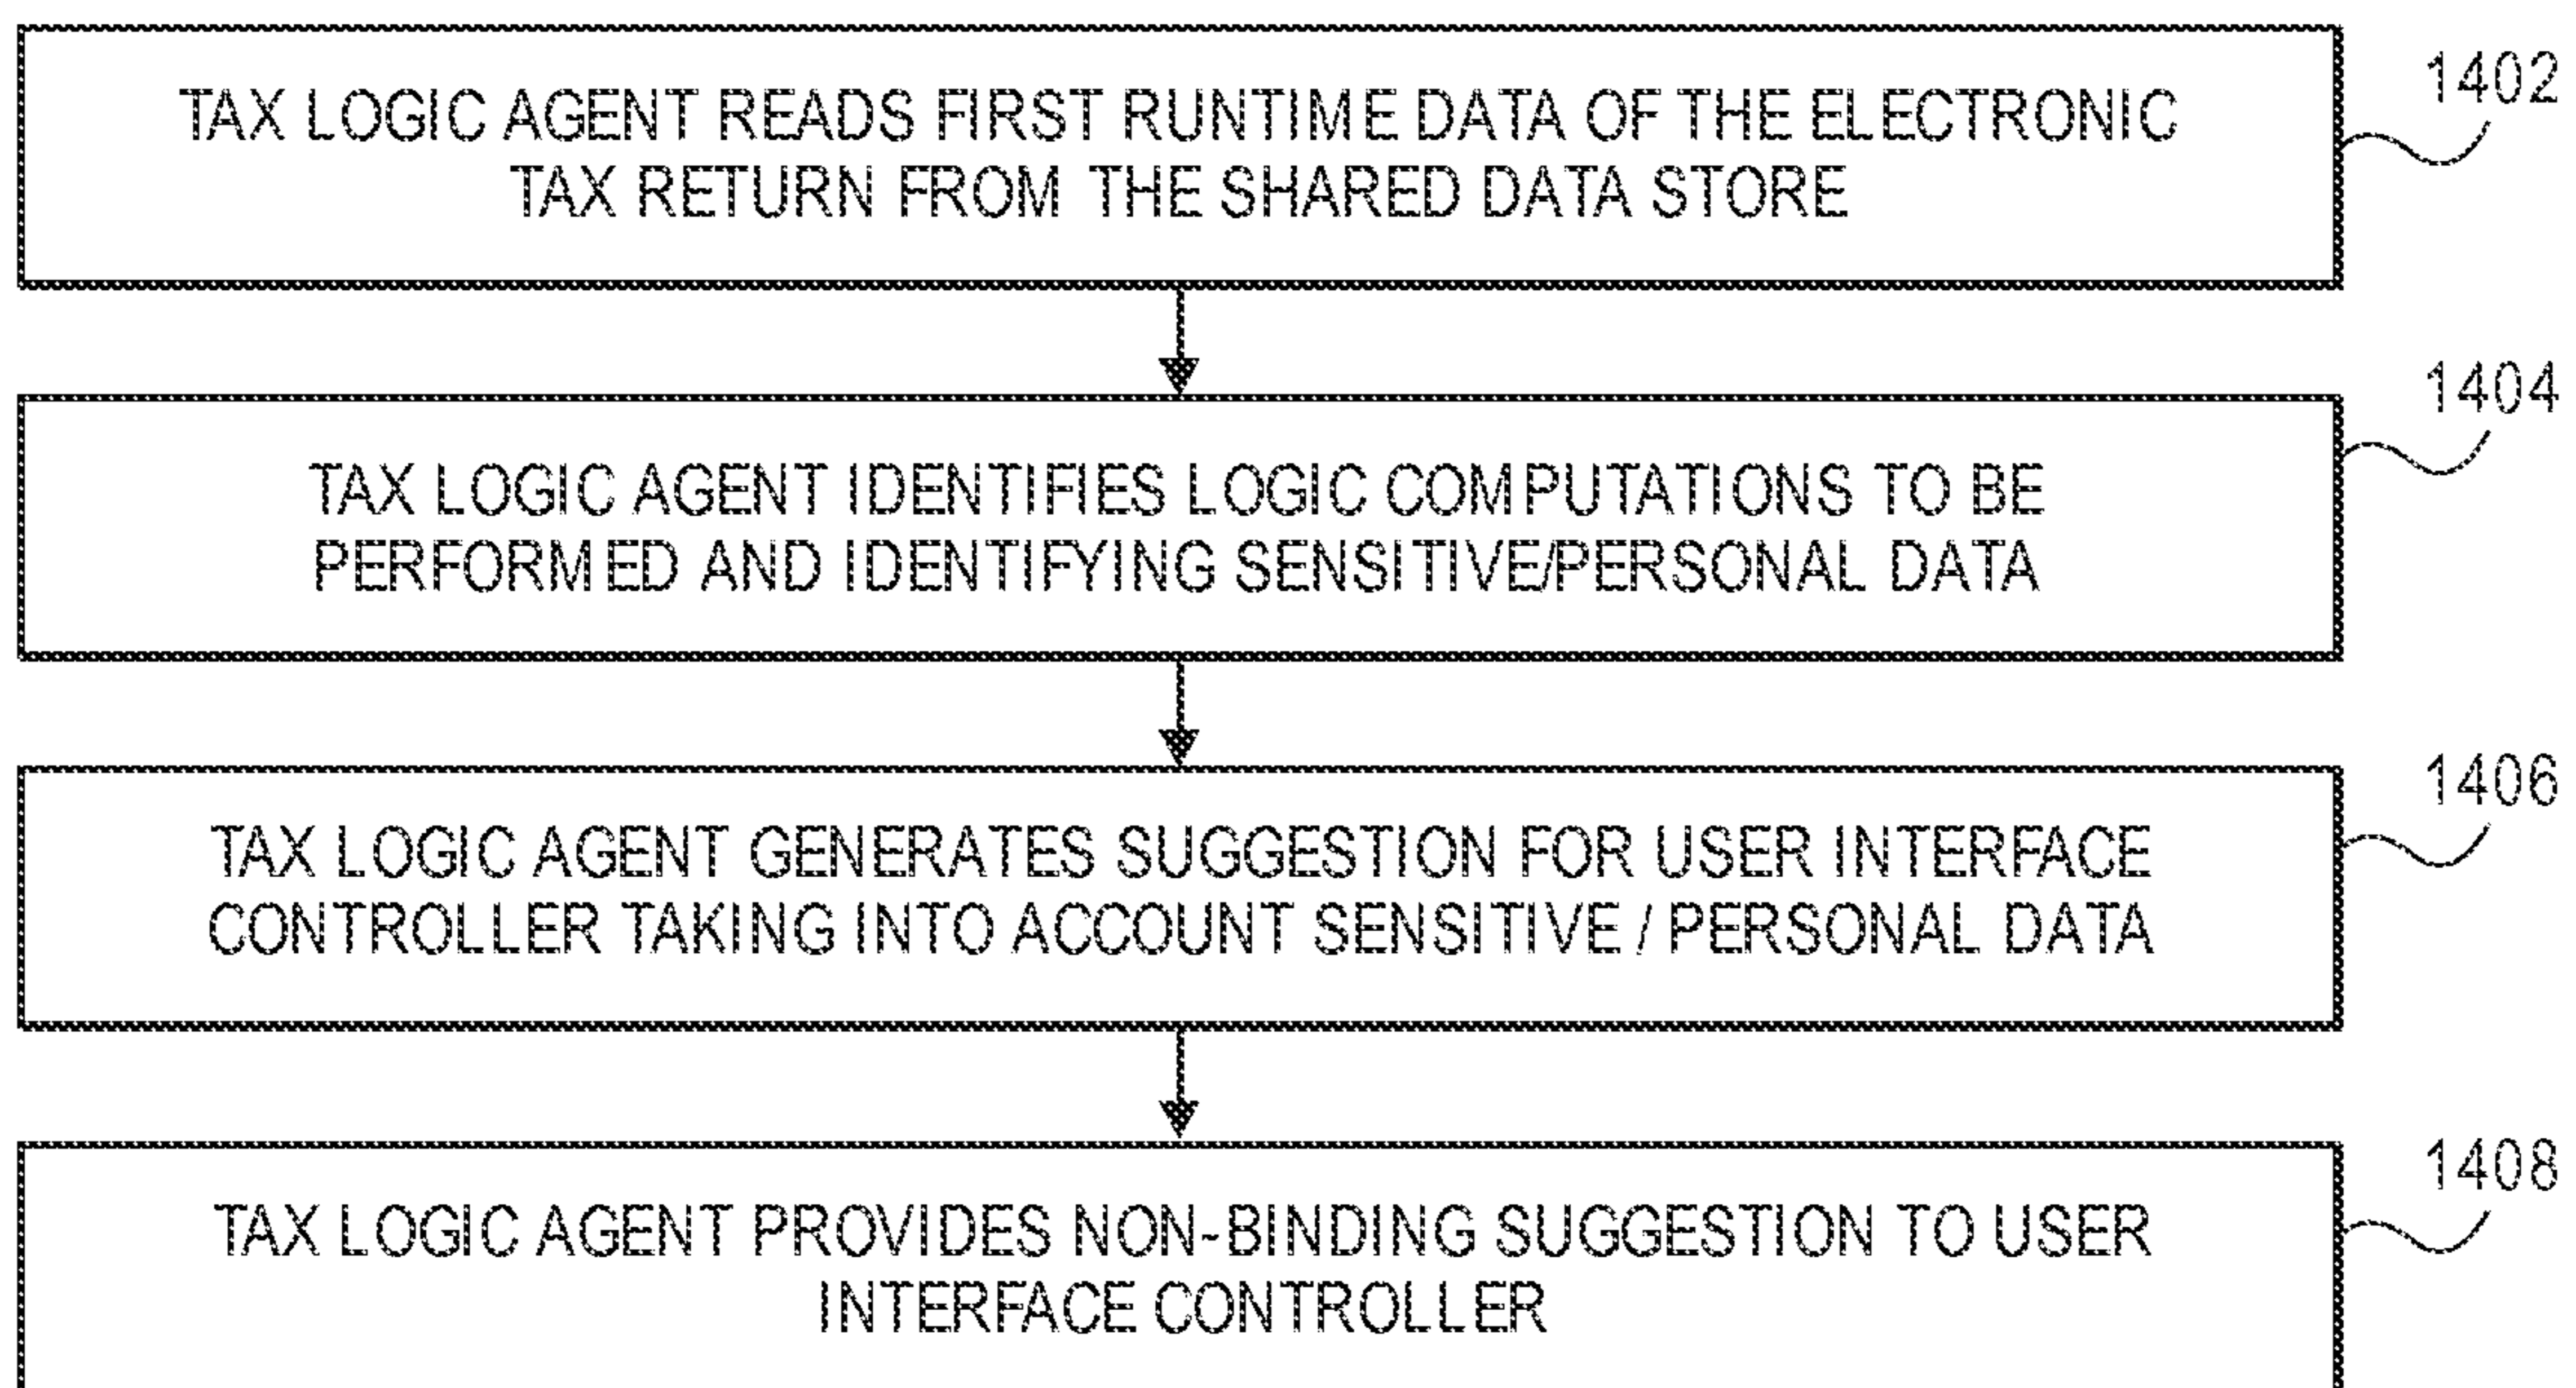 TAX LOGIC AGENT READS FIRST RUNTIME DATA OF THE ELECTRONIC
TAX RETURN FROM THE SHARED DATA STORE
1402
TAX LOGIC AGENT IDENTIFIES LOGIC COMPUTATIONS TO BE
PERFORMED AND IDENTIFYING SENSITIVE/PERSONAL DATA
1404
TAX LOGIC AGENT GENERATES SUGGESTION FOR USER INTERFACE
CONTROLLER TAKING INTO ACCOUNT SENSITIVE / PERSONAL DATA
1406
TAX LOGIC AGENT PROVIDES NON-BINDING SUGGESTION TO USER
INTERFACE CONTROLLER
1408